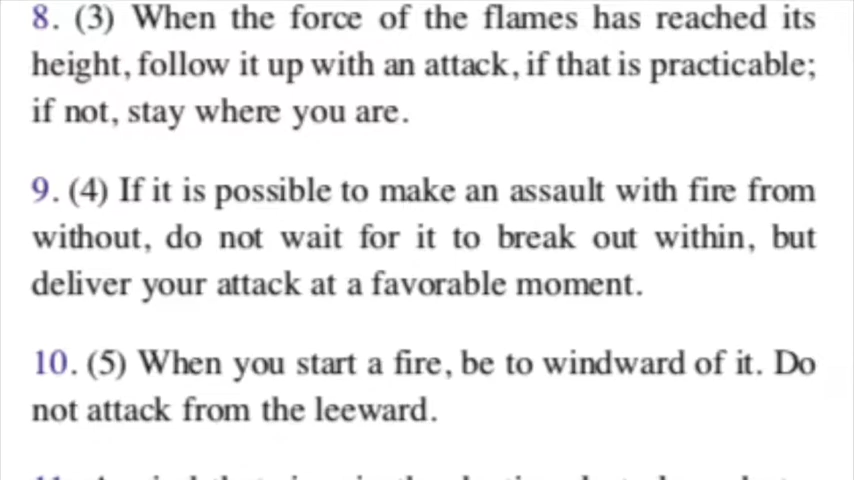 8. (3) When the force of the flames has reached its
height, follow it up with an attack, if that is practicable;
if not, stay where you are.
9. (4) If it is possible to make an assault with fire from
without, do not wait for it to break out within, but
deliver your attack at a favorable moment.
10. (5) When you start a fire, be to windward of it. Do
not attack from the leeward.